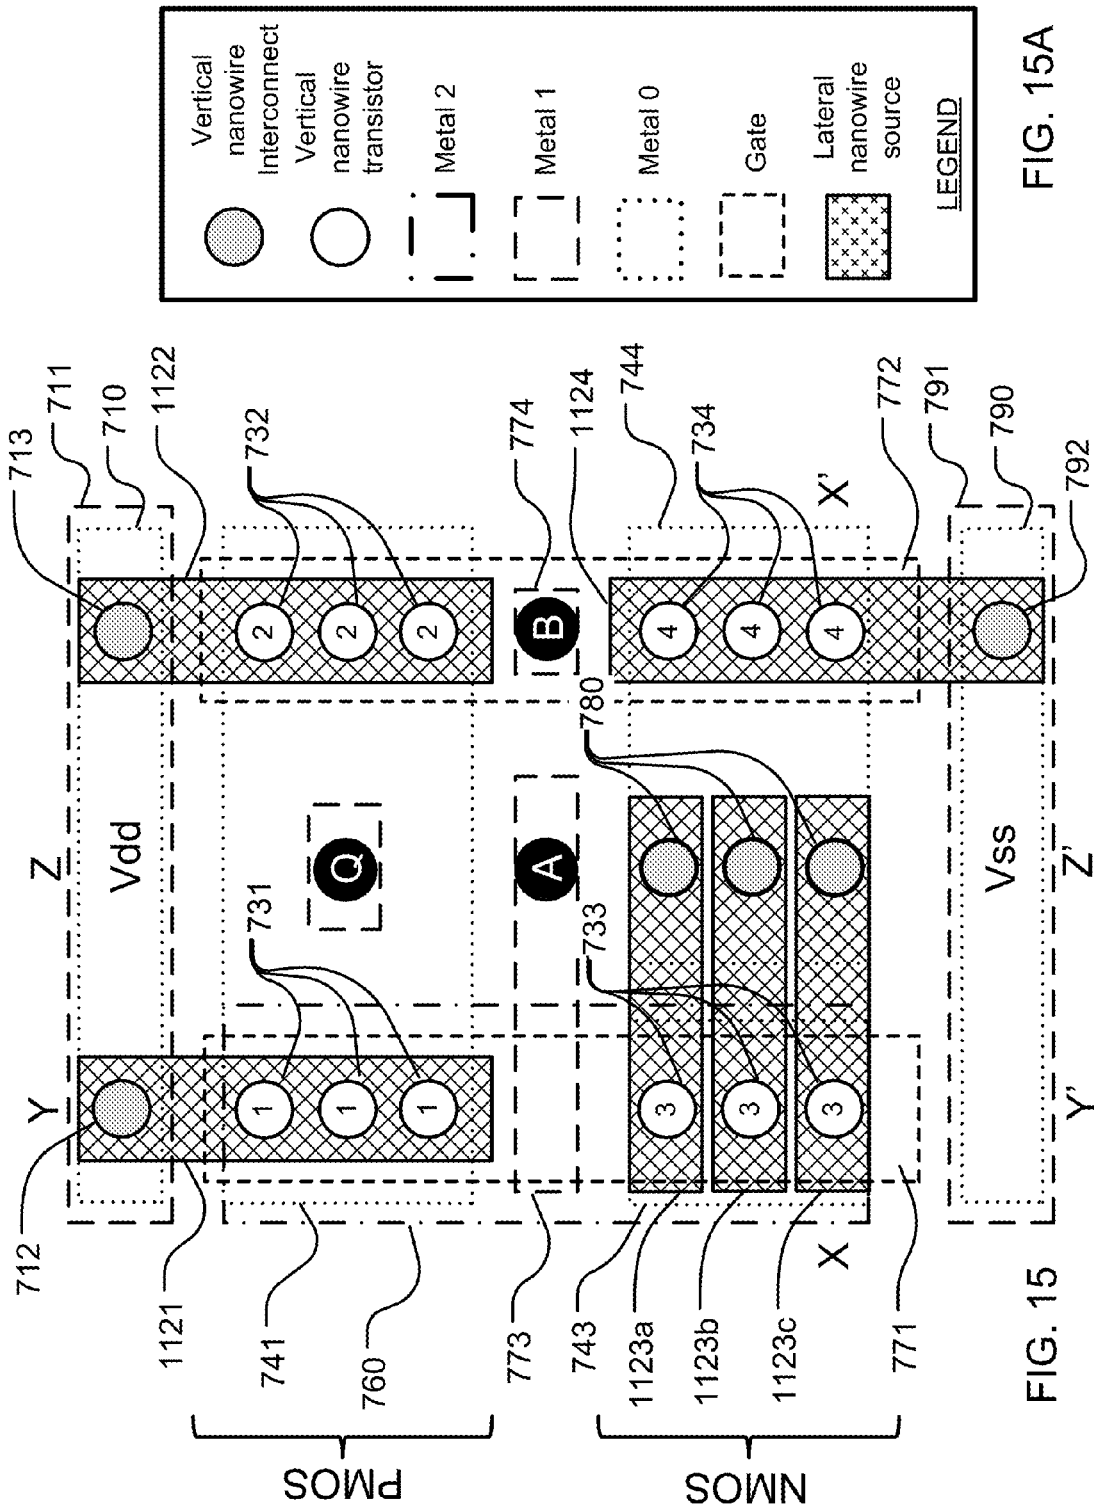 Y
Z
712
Vdd
713
711
710
1122
1121
PMOS
1
1
1
731
Q
2
2
2
732
741
760
773
A
B
774
743
1123a
1123b
1123c
NMOS
3
3
3
733
780
1124
4
4
4
744
734
X
X'
771
772
Vss
791
790
792
Y'
Z'
FIG. 15
Vertical
nanowire
Interconnect
Vertical
nanowire
transistor
Metal 2
Metal 1
Metal 0
Gate
Lateral
nanowire
source
LEGEND
FIG. 15A